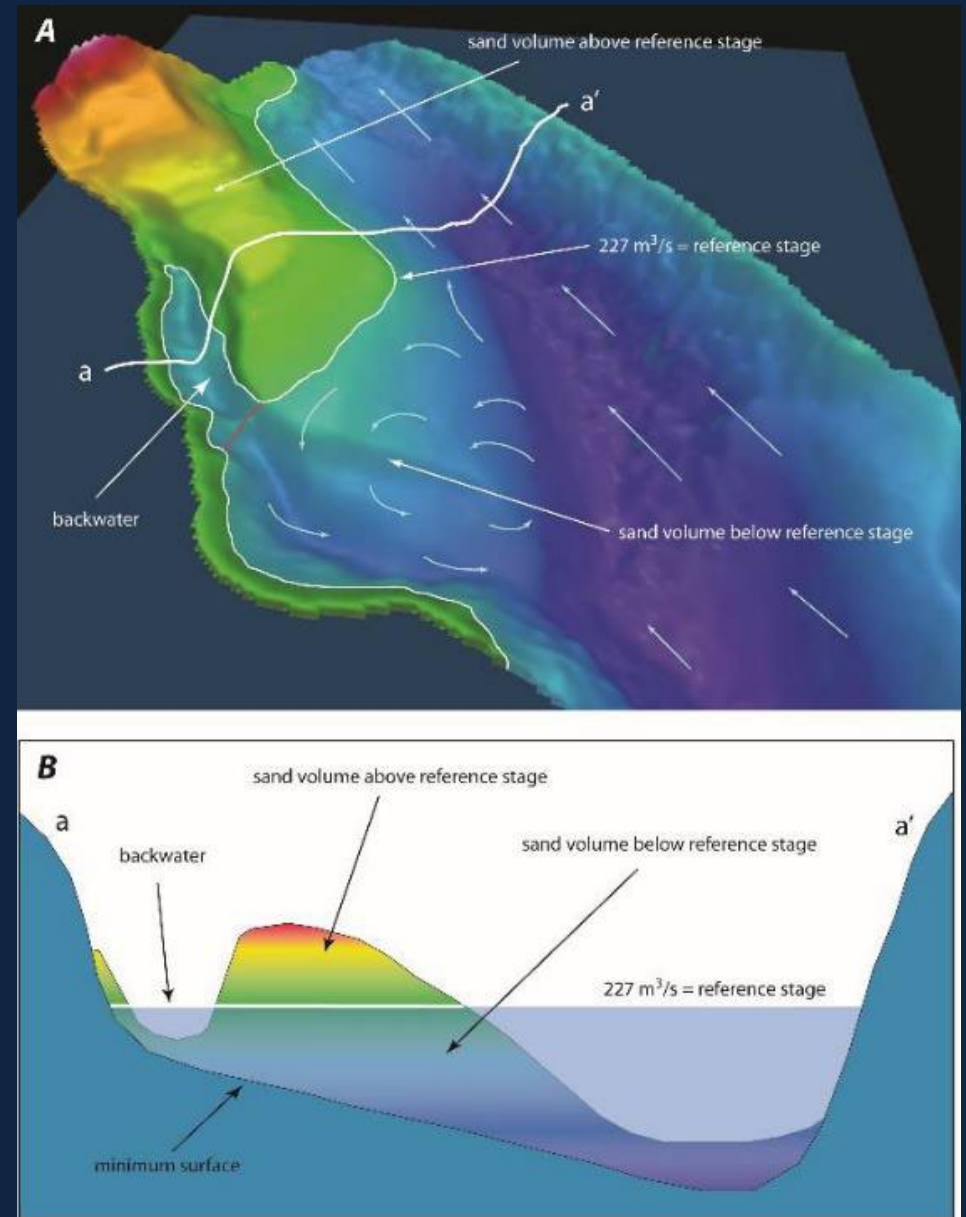 A
sand volume above reference stage
a'
227 m³/s = reference stage
a
backwater
sand volume below reference stage
B
sand volume above reference stage
a
a'
sand volume below reference stage
backwater
227 m³/s = reference stage
minimum surface